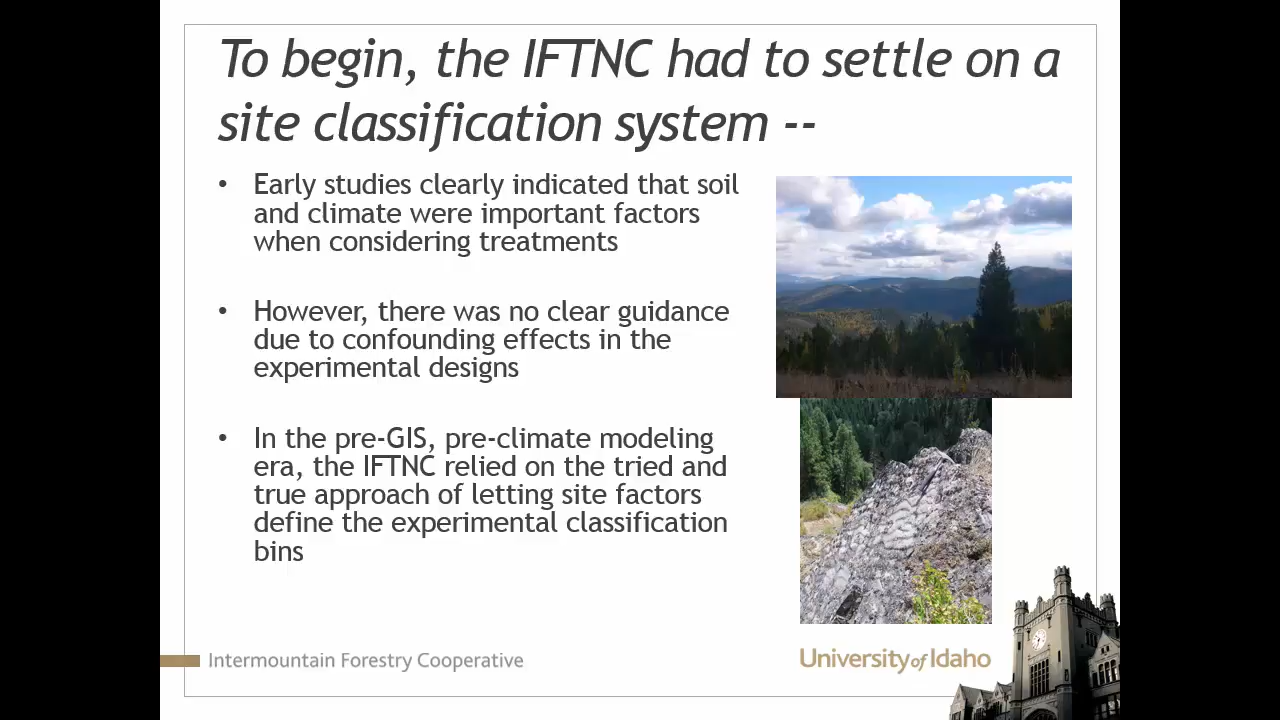 To begin, the IFTNC had to settle on a
site classification system --
• Early studies clearly indicated that soil
and climate were important factors
when considering treatments
• However, there was no clear guidance
due to confounding effects in the
experimental designs
• In the pre-GIS, pre-climate modeling
era, the IFTNC relied on the tried and
true approach of letting site factors
define the experimental classification
bins
Intermountain Forestry Cooperative
University of Idaho